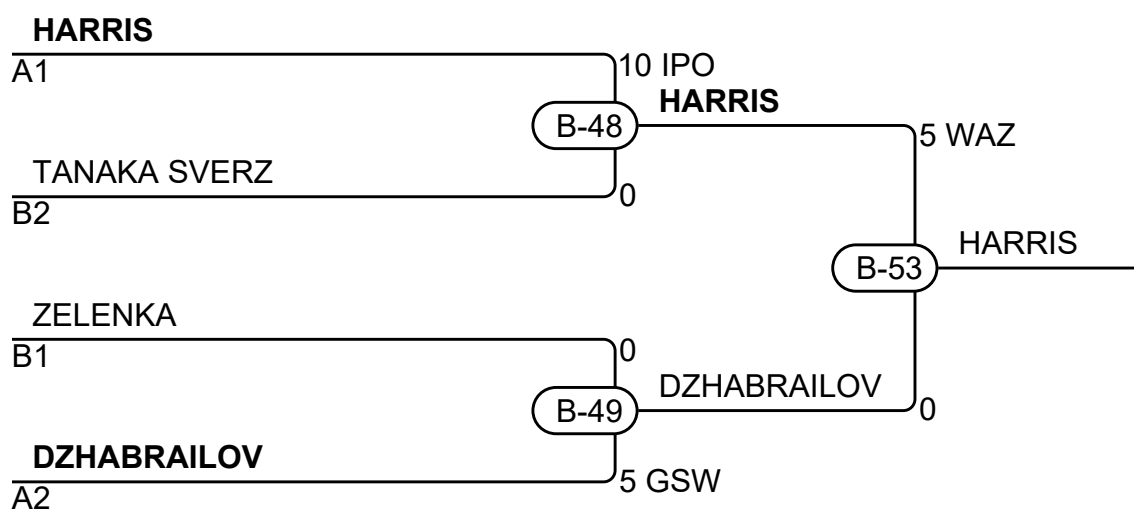 HARRIS
A1
10 IPO
HARRIS
B-48
5 WAZ
TANAKA SVERZ
0
B2
HARRIS
B-53
ZELENKA
B1
0
DZHABRAILOV
0
B-49
DZHABRAILOV
5 GSW
A2